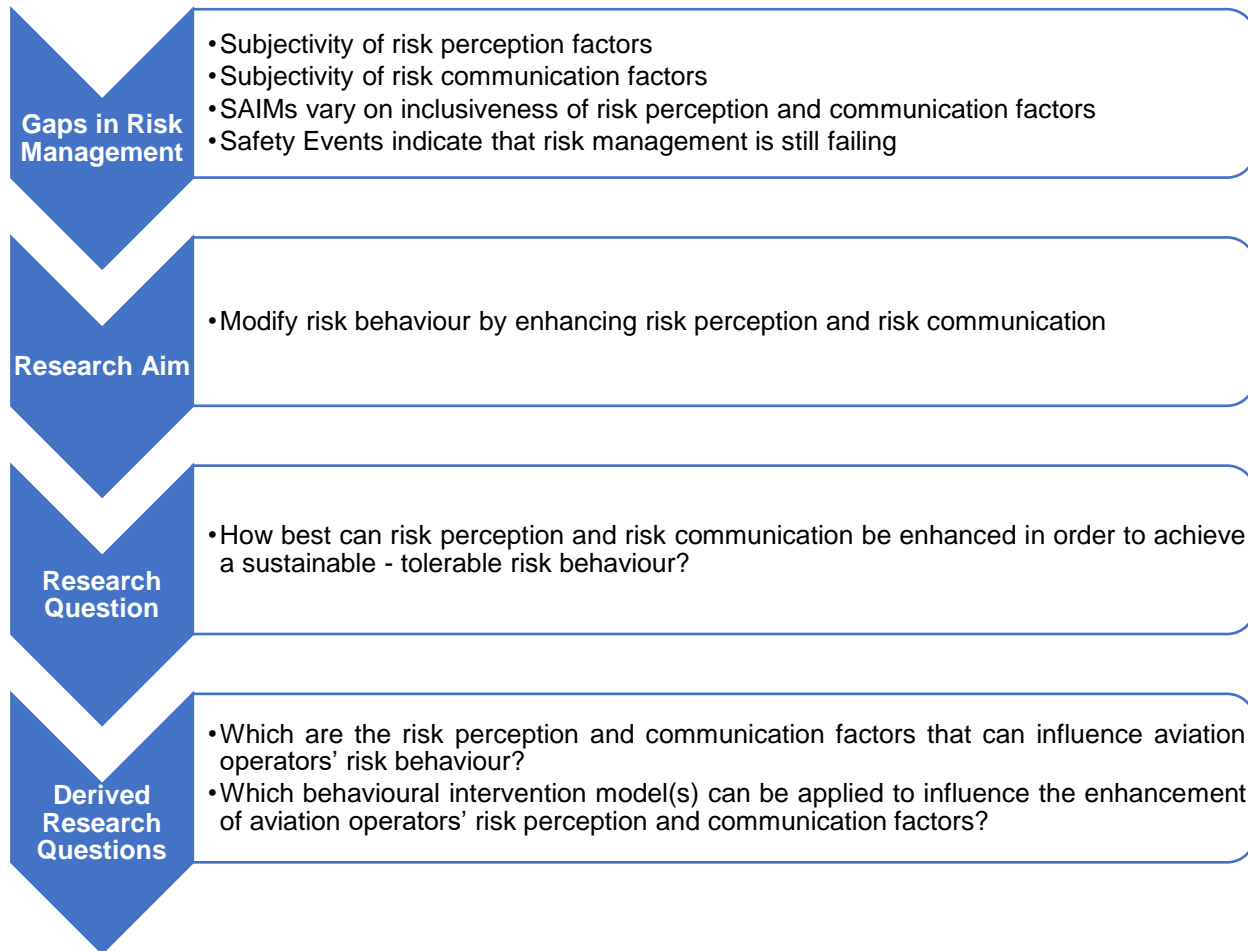 Gaps in Risk
Management
•Subjectivity of risk perception factors
•Subjectivity of risk communication factors
•SAIMs vary on inclusiveness of risk perception and communication factors
•Safety Events indicate that risk management is still failing
Research Aim
•Modify risk behaviour by enhancing risk perception and risk communication
Research
Question
•How best can risk perception and risk communication be enhanced in order to achieve
a sustainable - tolerable risk behaviour?
Derived
Research
Questions
•Which are the risk perception and communication factors that can influence aviation
operators’ risk behaviour?
•Which behavioural intervention model(s) can be applied to influence the enhancement
of aviation operators’ risk perception and communication factors?